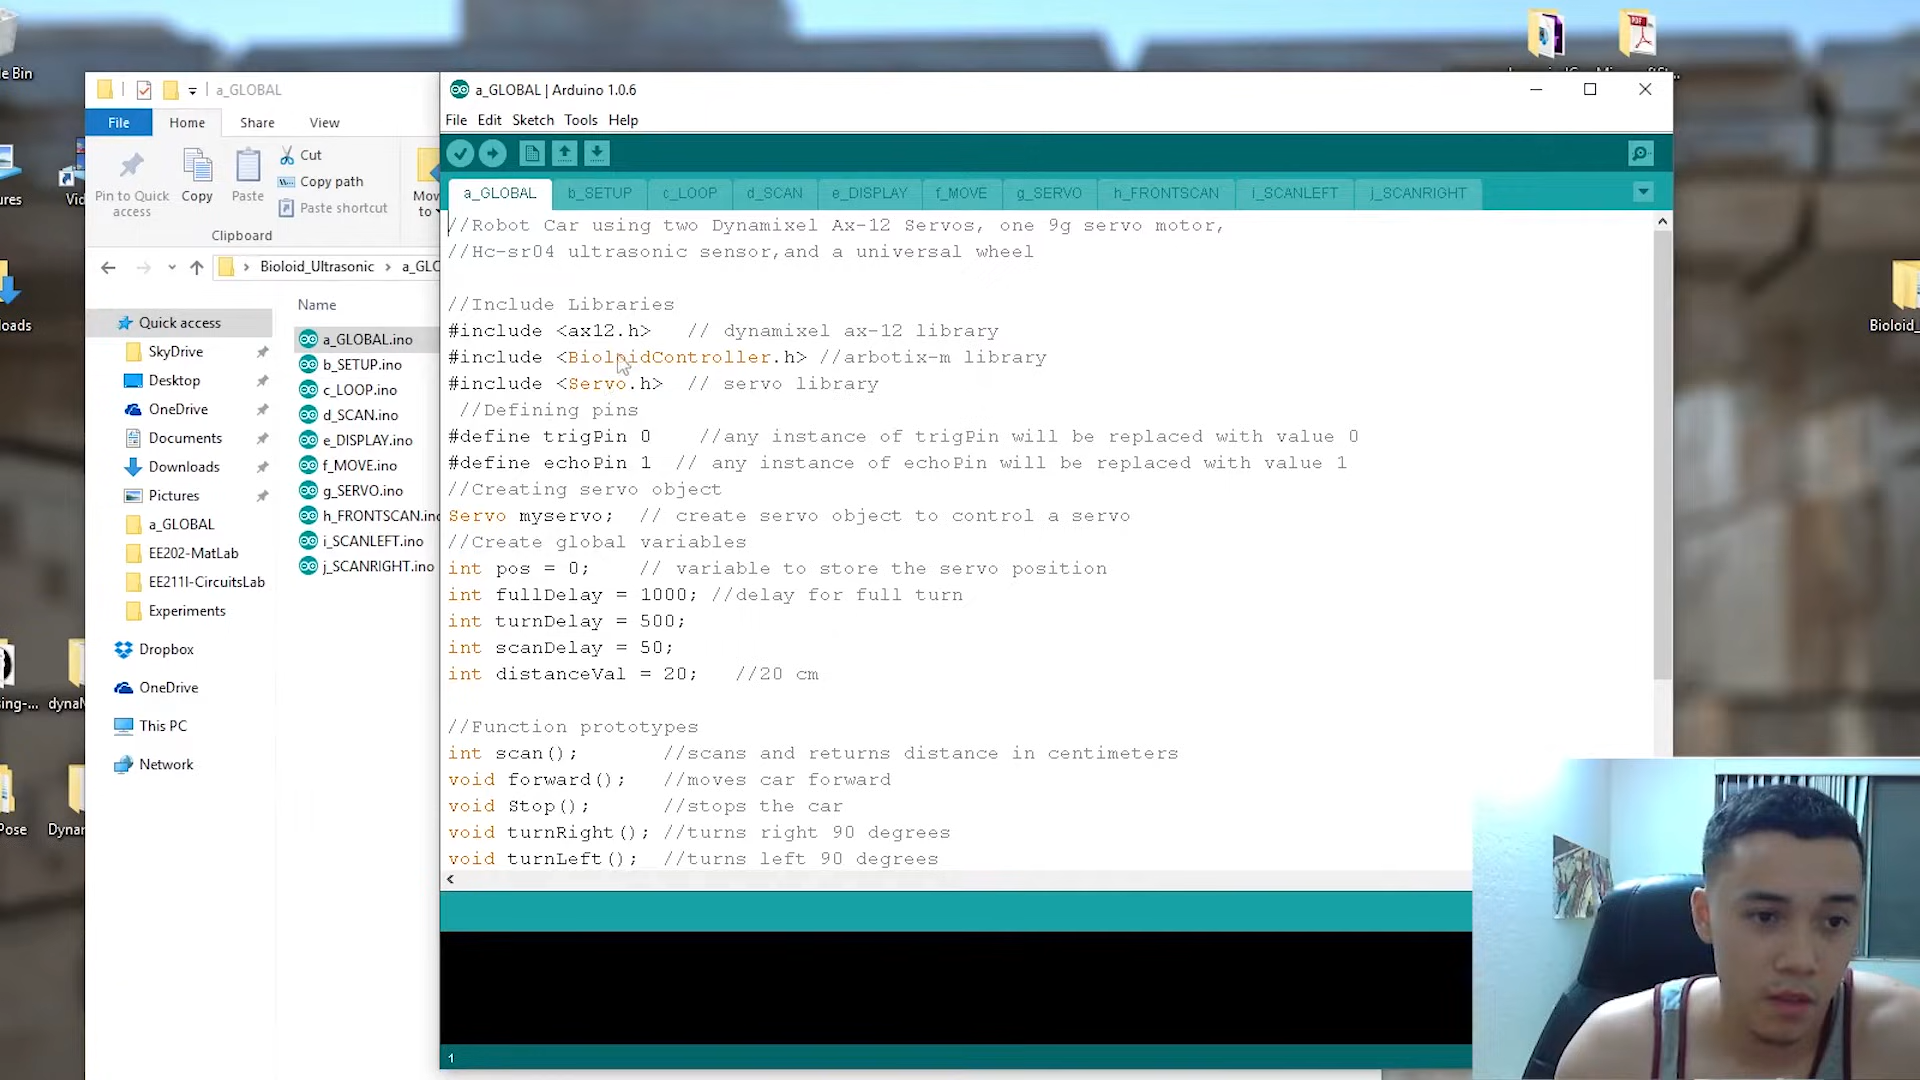 a_GLOBAL
File
Home
Share
View
Pin to Quick access
Copy
Paste
Cut
Copy path
Paste shortcut
Move to
Clipboard
Bioloid_Ultrasonic
Name
Quick access
SkyDrive
Desktop
OneDrive
Documents
Downloads
Pictures
a_GLOBAL
EE202-MatLab
EE211l-CircuitsLab
Experiments
Dropbox
OneDrive
This PC
Network
a_GLOBAL.ino
b_SETUP.ino
c_LOOP.ino
d_SCAN.ino
e_DISPLAY.ino
f_MOVE.ino
g_SERVO.ino
h_FRONTSCAN.ino
i_SCANLEFT.ino
j_SCANRIGHT.ino
a_GLOBAL | Arduino 1.0.6
File Edit Sketch Tools Help
a_GLOBAL b_SETUP c_LOOP d_SCAN e_DISPLAY f_MOVE g_SERVO h_FRONTSCAN i_SCANLEFT j_SCANRIGHT
//Robot Car using two Dynamixel Ax-12 Servos, one 9g servo motor,
//Hc-sr04 ultrasonic sensor,and a universal wheel
//Include Libraries
#include <ax12.h> // dynamixel ax-12 library
#include <BioloidController.h> //arbotix-m library
#include <Servo.h> // servo library
//Defining pins
#define trigPin 0 //any instance of trigPin will be replaced with value 0
#define echoPin 1 // any instance of echoPin will be replaced with value 1
//Creating servo object
Servo myservo; // create servo object to control a servo
//Create global variables
int pos = 0; // variable to store the servo position
int fullDelay = 1000; //delay for full turn
int turnDelay = 500;
int scanDelay = 50;
int distanceVal = 20; //20 cm
//Function prototypes
int scan(); //scans and returns distance in centimeters
void forward(); //moves car forward
void Stop(); //stops the car
void turnRight(); //turns right 90 degrees
void turnLeft(); //turns left 90 degrees
1